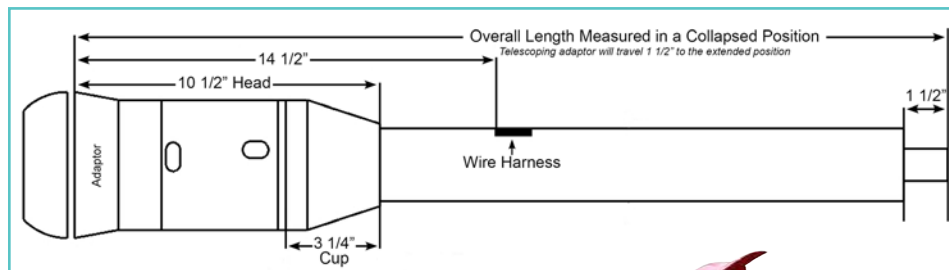 Overall Length Measured in a Collapsed Position
Telescoping adaptor will travel 1 1/2” to the extended position
14 1/2”
10 1/2” Head
1 1/2”
Adaptor
Wire Harness
3 1/4”
Cup